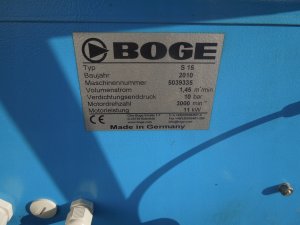 BOGE
Typ S 15
Baujahr 2010
Maschinennummer 5039335
Volumenstrom 1,45 m³/min
Verdichtungsenddruck 10 bar
Motordrehzahl 3000 min⁻¹
Motorleistung 11 kW
Made in Germany